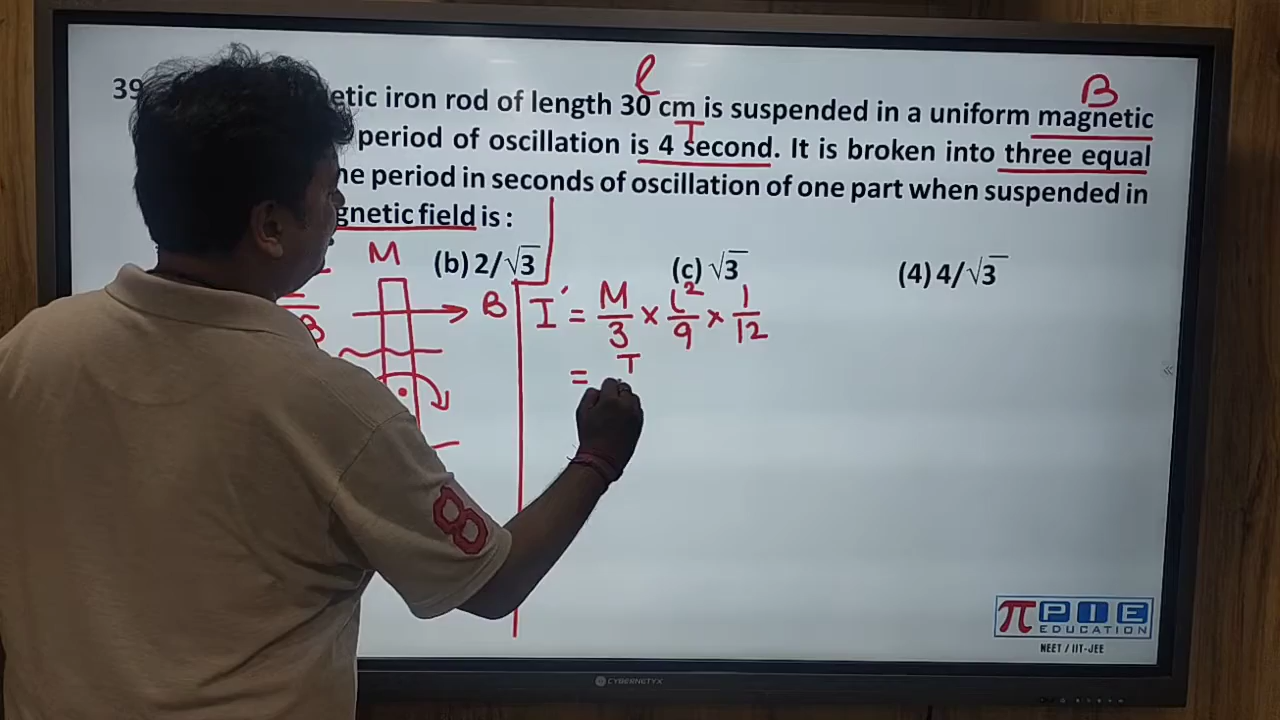 39
etic iron rod of length 30 cm is suspended in a uniform magnetic
period of oscillation is 4 second. It is broken into three equal
he period in seconds of oscillation of one part when suspended in
gnetic field is :
(b) 2/√3 (c) √3 (4) 4/√3
l
T
B
M
B
B
I' = M/3 × l²/9 × 1/12
= I
8
π PIE
EDUCATION
NEET / IIT-JEE
CYBERNETYX